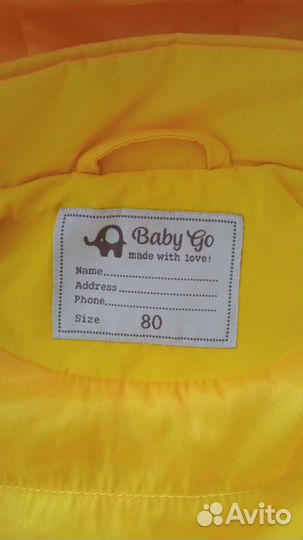 Baby Go
made with love!
Name
Address
Phone
Size 80
Avito